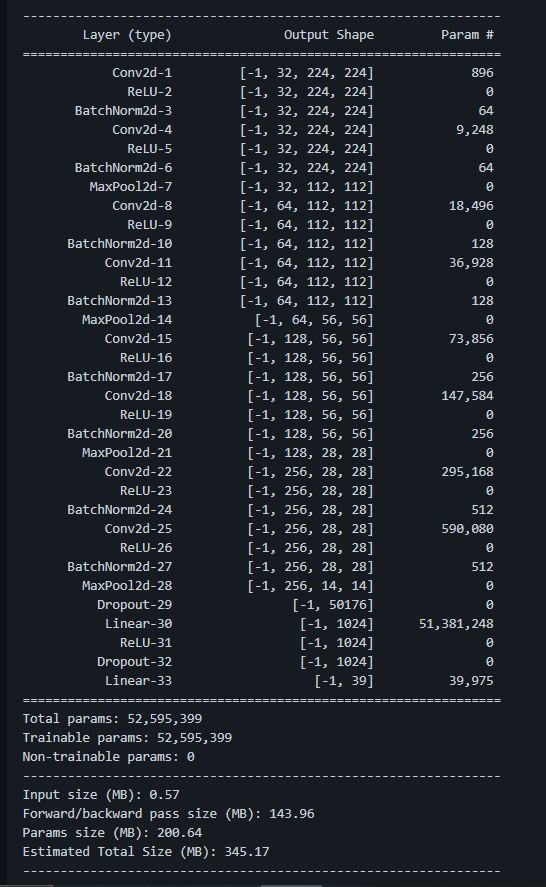 ----------------------------------------------------------------
Layer (type) Output Shape Param #
================================================================
Conv2d-1 [-1, 32, 224, 224] 896
ReLU-2 [-1, 32, 224, 224] 0
BatchNorm2d-3 [-1, 32, 224, 224] 64
Conv2d-4 [-1, 32, 224, 224] 9,248
ReLU-5 [-1, 32, 224, 224] 0
BatchNorm2d-6 [-1, 32, 224, 224] 64
MaxPool2d-7 [-1, 32, 112, 112] 0
Conv2d-8 [-1, 64, 112, 112] 18,496
ReLU-9 [-1, 64, 112, 112] 0
BatchNorm2d-10 [-1, 64, 112, 112] 128
Conv2d-11 [-1, 64, 112, 112] 36,928
ReLU-12 [-1, 64, 112, 112] 0
BatchNorm2d-13 [-1, 64, 112, 112] 128
MaxPool2d-14 [-1, 64, 56, 56] 0
Conv2d-15 [-1, 128, 56, 56] 73,856
ReLU-16 [-1, 128, 56, 56] 0
BatchNorm2d-17 [-1, 128, 56, 56] 256
Conv2d-18 [-1, 128, 56, 56] 147,584
ReLU-19 [-1, 128, 56, 56] 0
BatchNorm2d-20 [-1, 128, 56, 56] 256
MaxPool2d-21 [-1, 128, 28, 28] 0
Conv2d-22 [-1, 256, 28, 28] 295,168
ReLU-23 [-1, 256, 28, 28] 0
BatchNorm2d-24 [-1, 256, 28, 28] 512
Conv2d-25 [-1, 256, 28, 28] 590,080
ReLU-26 [-1, 256, 28, 28] 0
BatchNorm2d-27 [-1, 256, 28, 28] 512
MaxPool2d-28 [-1, 256, 14, 14] 0
Dropout-29 [-1, 50176] 0
Linear-30 [-1, 1024] 51,381,248
ReLU-31 [-1, 1024] 0
Dropout-32 [-1, 1024] 0
Linear-33 [-1, 39] 39,975
================================================================
Total params: 52,595,399
Trainable params: 52,595,399
Non-trainable params: 0
----------------------------------------------------------------
Input size (MB): 0.57
Forward/backward pass size (MB): 143.96
Params size (MB): 200.64
Estimated Total Size (MB): 345.17
----------------------------------------------------------------